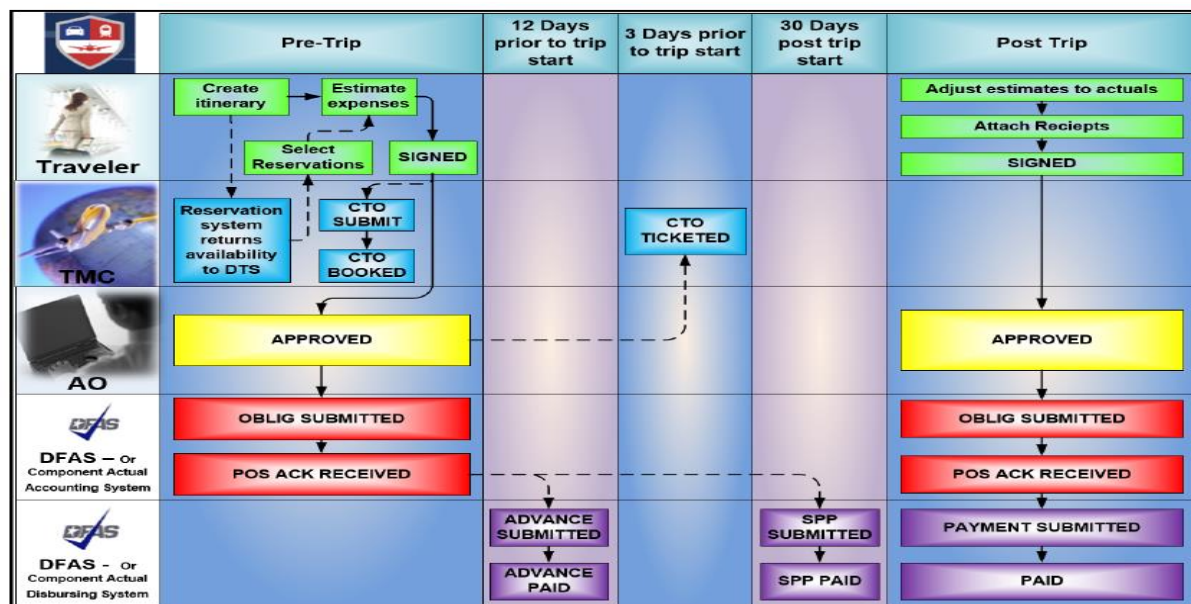 Pre-Trip
12 Days
prior to trip
start
3 Days prior
to trip start
30 Days
post trip
start
Post Trip
Traveler
Create
itinerary
Estimate
expenses
Select
Reservations
SIGNED
Adjust estimates to actuals
Attach Reciepts
SIGNED
TMC
Reservation
system
returns
availability
to DTS
CTO
SUBMIT
CTO
BOOKED
CTO
TICKETED
AO
APPROVED
APPROVED
DFAS
DFAS – Or
Component Actual
Accounting System
OBLIG SUBMITTED
POS ACK RECEIVED
OBLIG SUBMITTED
POS ACK RECEIVED
DFAS
DFAS - Or
Component Actual
Disbursing System
ADVANCE
SUBMITTED
ADVANCE
PAID
SPP
SUBMITTED
SPP PAID
PAYMENT SUBMITTED
PAID